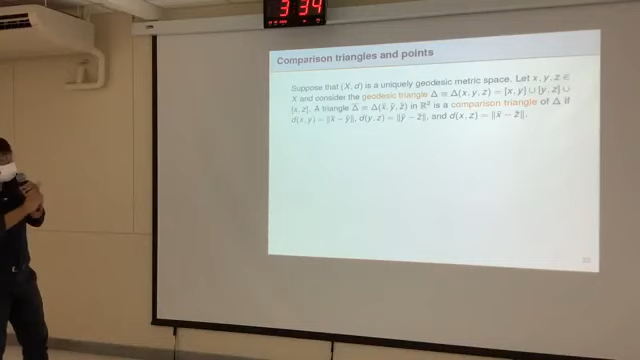 3 34
Comparison triangles and points
Suppose that (X, d) is a uniquely geodesic metric space. Let x, y, z ∈
X and consider the geodesic triangle Δ = Δ(x, y, z) = [x, y] ∪ [y, z] ∪
[x, z]. A triangle Δ̄ = Δ(x̄, ȳ, z̄) in ℝ² is a comparison triangle of Δ if
d(x, y) = ‖x̄ − ȳ‖, d(y, z) = ‖ȳ − z̄‖, and d(x, z) = ‖x̄ − z̄‖.